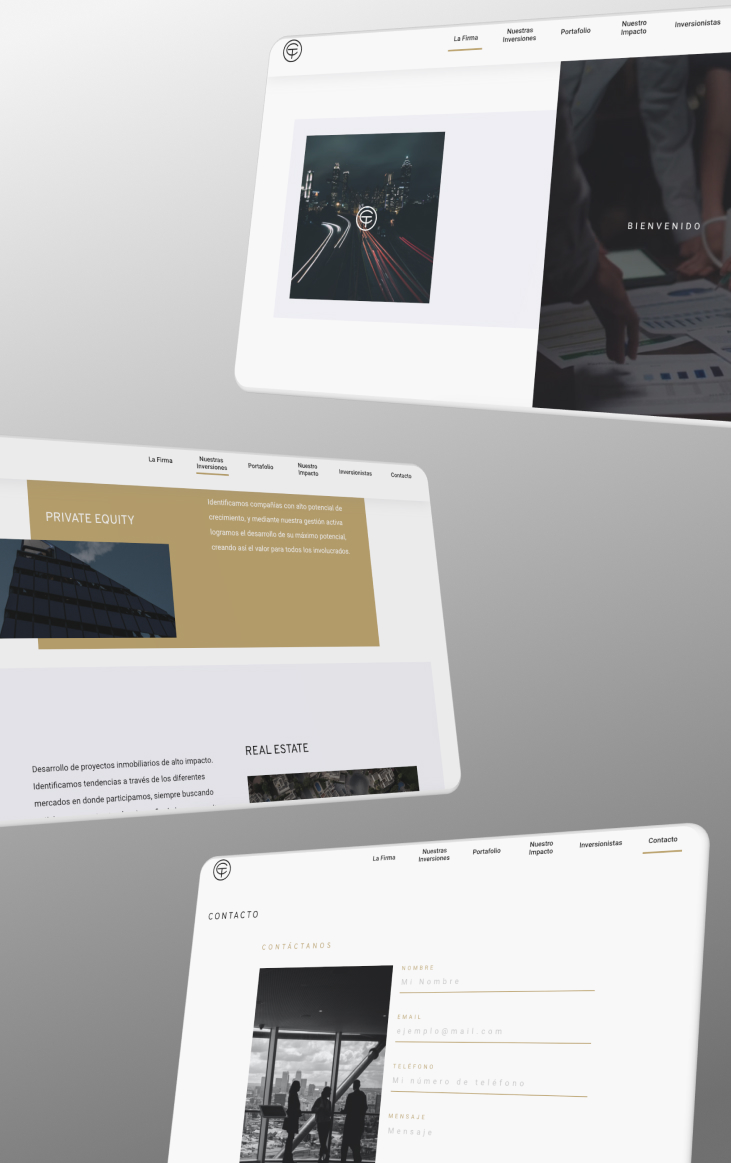 La Firma
Nuestras
Inversiones
Portafolio
Nuestro
Impacto
Inversionistas
BIENVENIDO
La Firma
Nuestras
Inversiones
Portafolio
Nuestro
Impacto
Inversionistas
Contacto
PRIVATE EQUITY
Identificamos compañías con alto potencial de
crecimiento, y mediante nuestra gestión activa
logramos el desarrollo de su máximo potencial,
creando así el valor para todos los involucrados.
REAL ESTATE
Desarrollo de proyectos inmobiliarios de alto impacto.
Identificamos tendencias a través de los diferentes
mercados en donde participamos, siempre buscando
La Firma
Nuestras
Inversiones
Portafolio
Nuestro
Impacto
Inversionistas
Contacto
CONTACTO
CONTÁCTANOS
NOMBRE
Mi Nombre
EMAIL
ejemplo@mail.com
TELÉFONO
Mi número de teléfono
MENSAJE
Mensaje